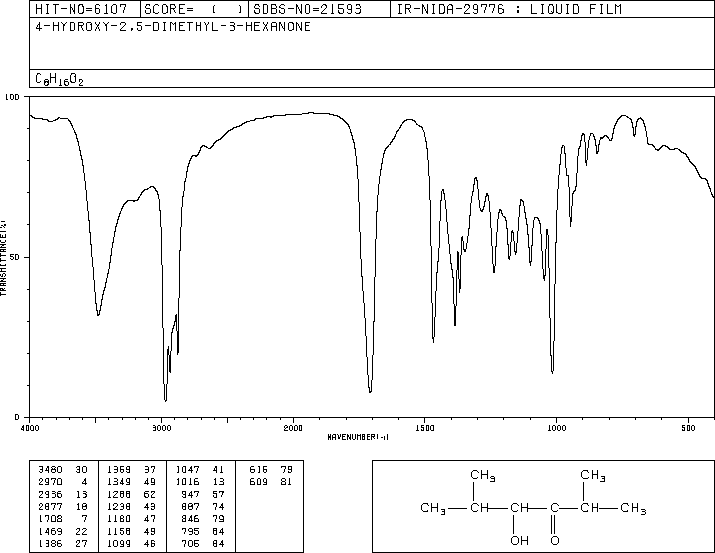 HIT-NO=6107 SCORE= ( ) SDBS-NO=21593 IR-NIDA-29776 : LIQUID FILM
4-HYDROXY-2,5-DIMETHYL-3-HEXANONE
C8H16O2
100
50
0
TRANSMITTANCE(%)
4000 3000 2000 1500 1000 500
WAVENUMBER(-1)
3480 30 1369 37 1047 41 616 79
2970 4 1349 49 1016 13 609 81
2936 13 1288 62 947 57
2877 18 1238 43 887 74
1708 7 1180 47 846 79
1469 22 1158 49 795 84
1386 27 1099 46 705 84
CH3 CH3
CH3 CH CH C CH CH3
OH O